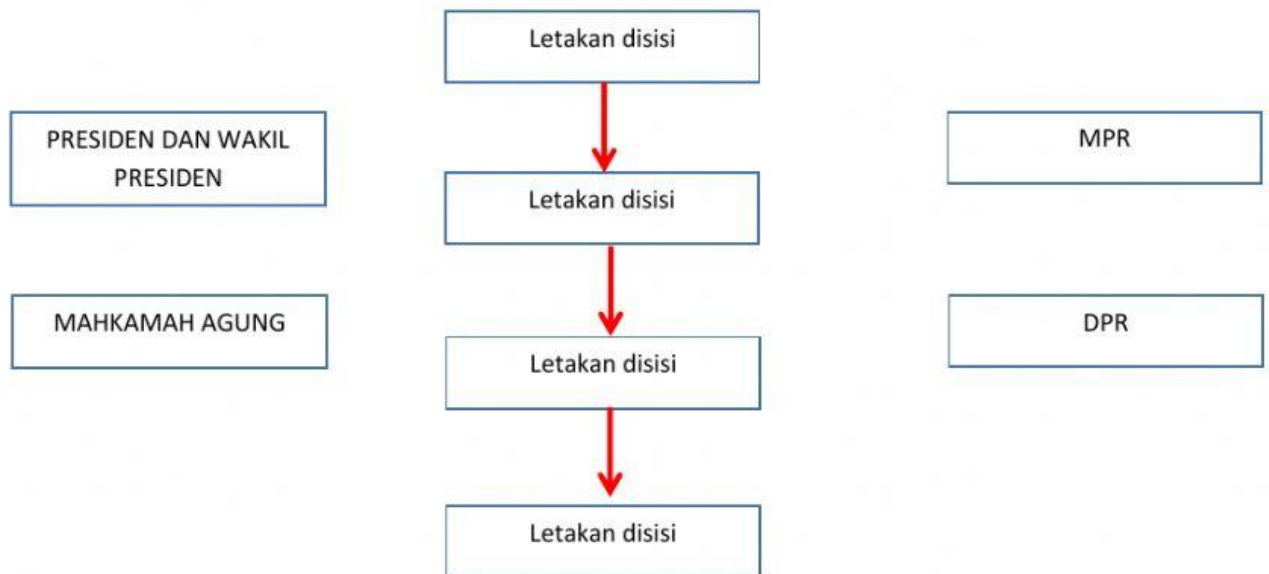 Letakan disisi
PRESIDEN DAN WAKIL
PRESIDEN
MPR
Letakan disisi
MAHKAMAH AGUNG
DPR
Letakan disisi
Letakan disisi